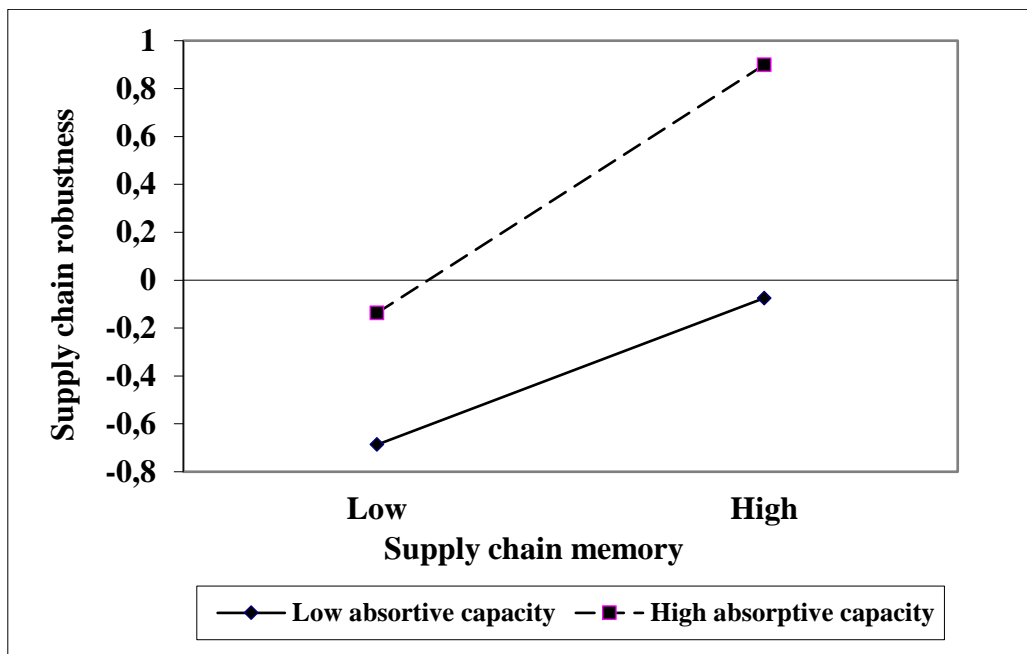 1
0,8
0,6
0,4
0,2
0
-0,2
-0,4
-0,6
-0,8
Supply chain robustness
Low High
Supply chain memory
Low absortive capacity High absorptive capacity